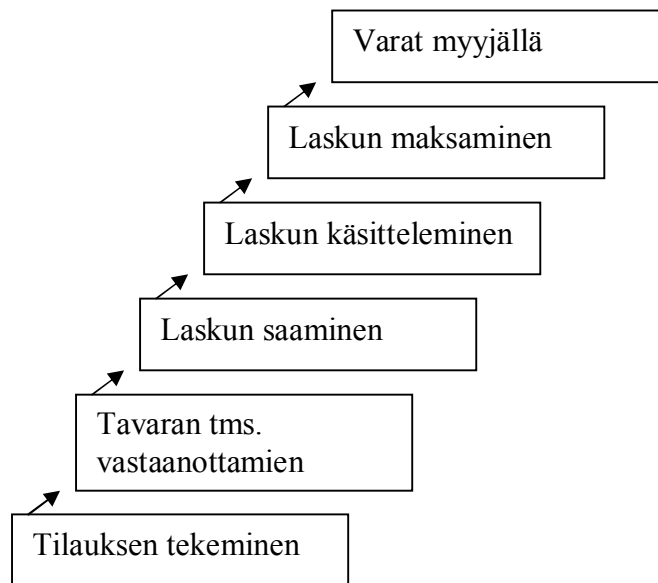 Varat myyjällä
Laskun maksaminen
Laskun käsitteleminen
Laskun saaminen
Tavaran tms.
vastaanottamien
Tilauksen tekeminen